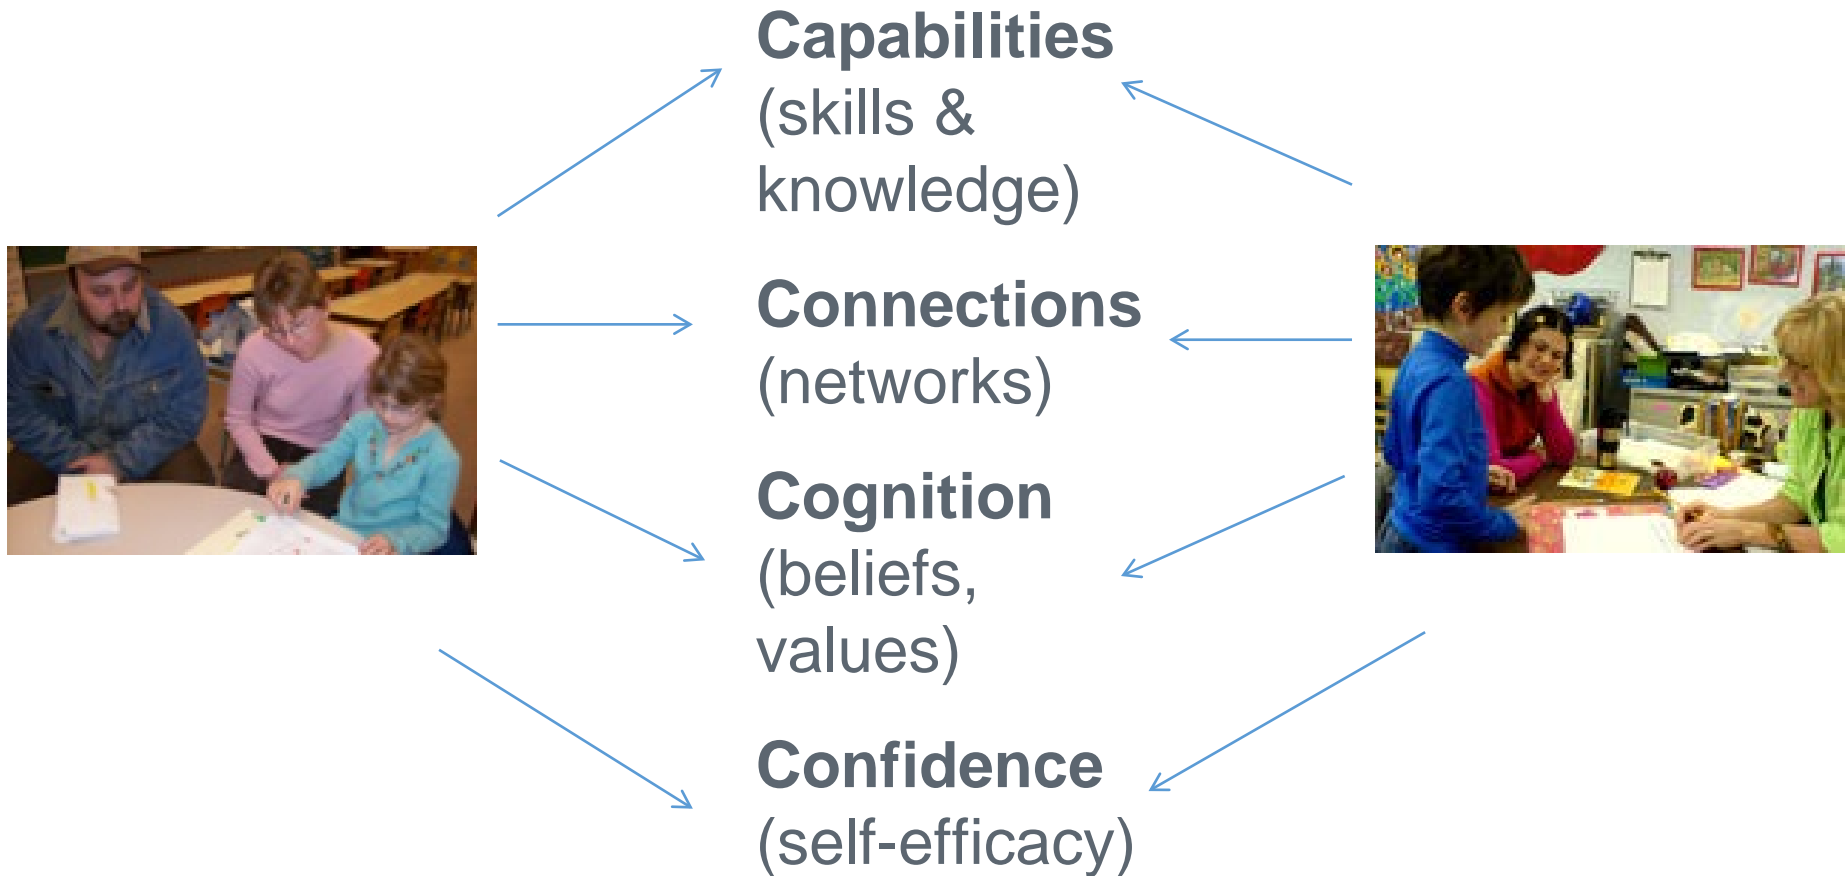 Capabilities
(skills &
knowledge)
Connections
(networks)
Cognition
(beliefs,
values)
Confidence
(self-efficacy)